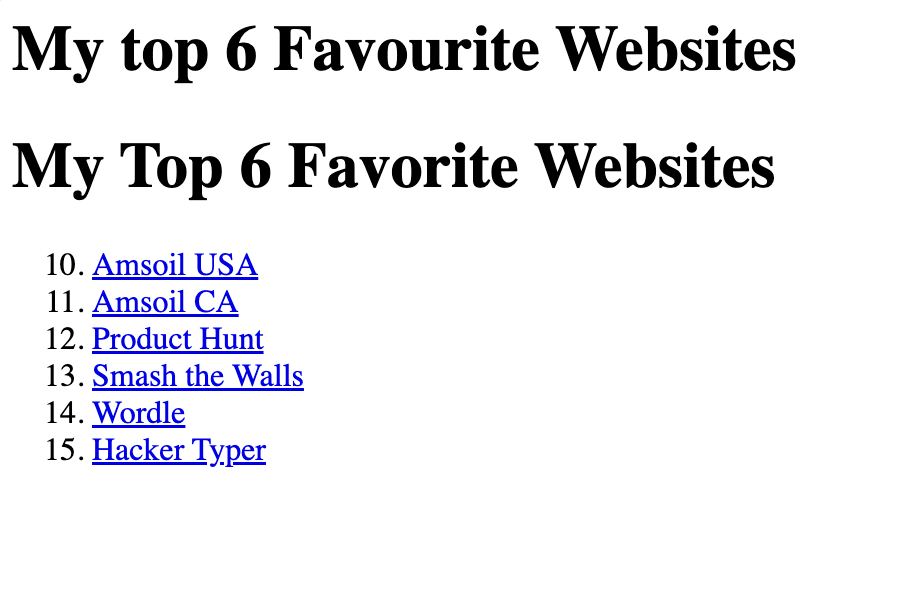 My top 6 Favourite Websites
My Top 6 Favorite Websites
10. Amsoil USA
11. Amsoil CA
12. Product Hunt
13. Smash the Walls
14. Wordle
15. Hacker Typer